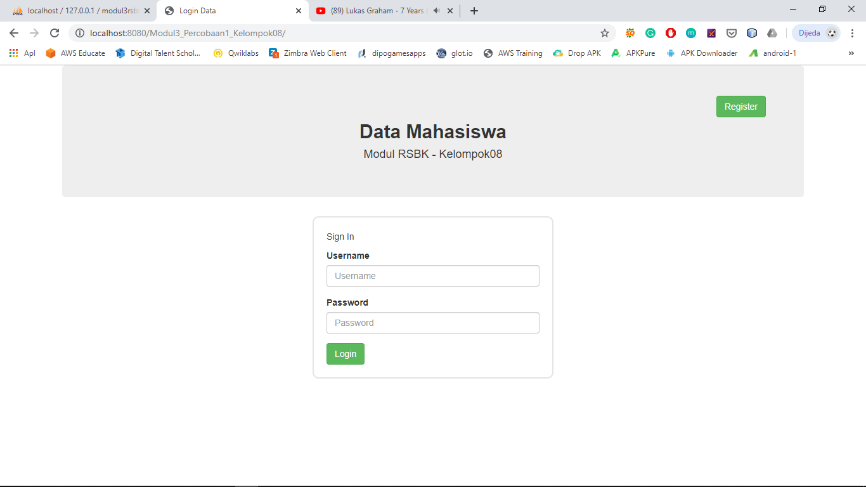 localhost / 127.0.0.1 / modul3rsb
Login Data
(89) Lukas Graham - 7 Years
localhost:8080/Modul3_Percobaan1_Kelompok08/
Dijeda
Apl
AWS Educate
Digital Talent Schol...
Qwiklabs
Zimbra Web Client
dipogamesapps
glot.io
AWS Training
Drop APK
APKPure
APK Downloader
android-1
Register
Data Mahasiswa
Modul RSBK - Kelompok08
Sign In
Username
Username
Password
Password
Login